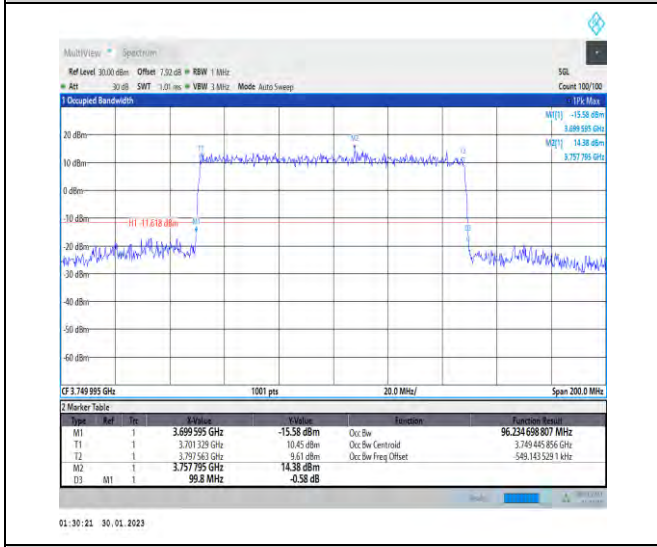 MultiView Spectrum
Ref Level 30.00 dBm Offset 7.92 dB RBW 1 MHz SGL
Att 30 dB SWT 1.01 ms VBW 3 MHz Mode Auto Sweep Count 100/100
1 Occupied Bandwidth 1Pk Max
M1[1] -15.58 dBm
3.699 595 GHz
M2[1] 14.38 dBm
3.757 795 GHz
20 dBm
M2
T1
T2
10 dBm
0 dBm
-10 dBm
H1 -11.618 dBm
M1
D3
-20 dBm
-30 dBm
-40 dBm
-50 dBm
-60 dBm
CF 3.749 995 GHz 1001 pts 20.0 MHz/ Span 200.0 MHz
2 Marker Table
Type Ref Trc X-Value Y-Value Function Function Result
M1 1 3.699 595 GHz -15.58 dBm Occ Bw 96.234 698 807 MHz
T1 1 3.701 329 GHz 10.45 dBm Occ Bw Centroid 3.749 445 856 GHz
T2 1 3.797 563 GHz 9.61 dBm Occ Bw Freq Offset -549.143 529 1 kHz
M2 1 3.757 795 GHz 14.38 dBm
D3 M1 1 99.8 MHz -0.58 dB
01:30:21 30.01.2023